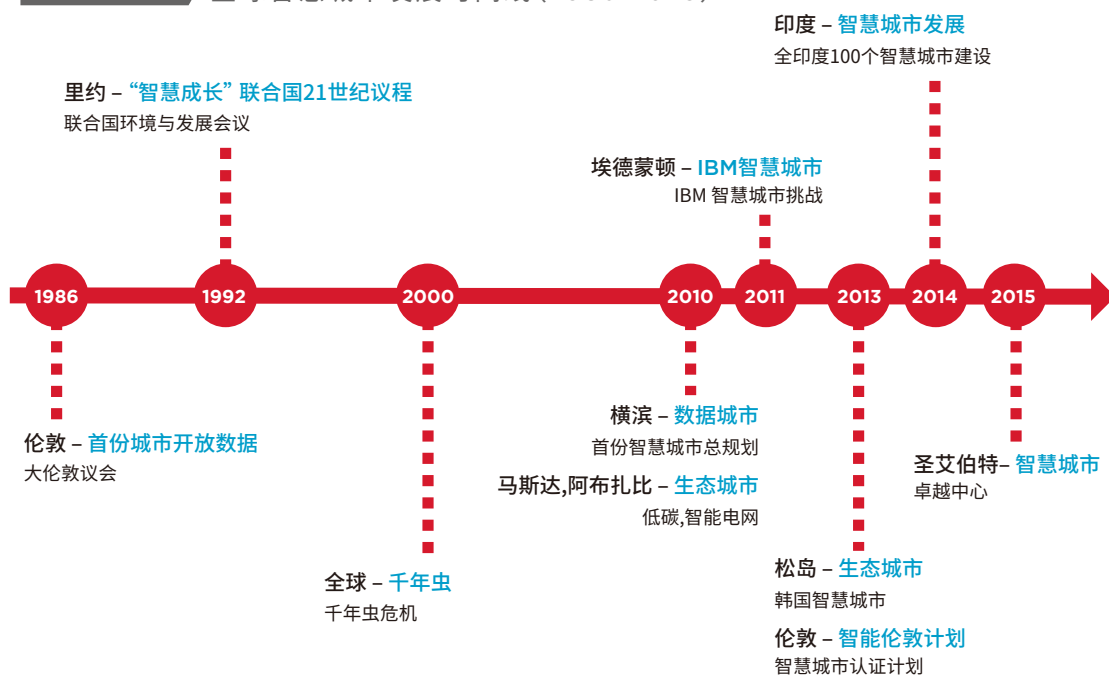 印度 – 智慧城市发展
全印度100个智慧城市建设
里约 – “智慧成长” 联合国21世纪议程
联合国环境与发展会议
埃德蒙顿 – IBM智慧城市
IBM 智慧城市挑战
1986
1992
2000
2010
2011
2013
2014
2015
伦敦 – 首份城市开放数据
大伦敦议会
横滨 – 数据城市
首份智慧城市总规划
马斯达,阿布扎比 – 生态城市
低碳,智能电网
圣艾伯特– 智慧城市
卓越中心
全球 – 千年虫
千年虫危机
松岛 – 生态城市
韩国智慧城市
伦敦 – 智能伦敦计划
智慧城市认证计划